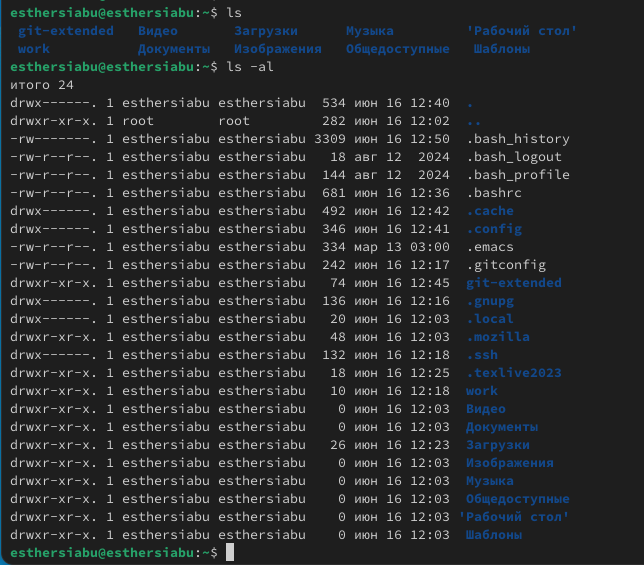 esthersiabu@esthersiabu:~$ ls
git-extended Видео Загрузки Музыка 'Рабочий стол'
work Документы Изображения Общедоступные Шаблоны
esthersiabu@esthersiabu:~$ ls -al
итого 24
drwx------. 1 esthersiabu esthersiabu 534 июн 16 12:40 .
drwxr-xr-x. 1 root root 282 июн 16 12:02 ..
-rw-------. 1 esthersiabu esthersiabu 3309 июн 16 12:50 .bash_history
-rw-r--r--. 1 esthersiabu esthersiabu 18 авг 12 2024 .bash_logout
-rw-r--r--. 1 esthersiabu esthersiabu 144 авг 12 2024 .bash_profile
-rw-r--r--. 1 esthersiabu esthersiabu 681 июн 16 12:36 .bashrc
drwx------. 1 esthersiabu esthersiabu 492 июн 16 12:42 .cache
drwx------. 1 esthersiabu esthersiabu 346 июн 16 12:41 .config
-rw-r--r--. 1 esthersiabu esthersiabu 334 мар 13 03:00 .emacs
-rw-r--r--. 1 esthersiabu esthersiabu 242 июн 16 12:17 .gitconfig
drwxr-xr-x. 1 esthersiabu esthersiabu 74 июн 16 12:45 git-extended
drwx------. 1 esthersiabu esthersiabu 136 июн 16 12:16 .gnupg
drwx------. 1 esthersiabu esthersiabu 20 июн 16 12:03 .local
drwxr-xr-x. 1 esthersiabu esthersiabu 48 июн 16 12:03 .mozilla
drwx------. 1 esthersiabu esthersiabu 132 июн 16 12:18 .ssh
drwxr-xr-x. 1 esthersiabu esthersiabu 18 июн 16 12:25 .texlive2023
drwxr-xr-x. 1 esthersiabu esthersiabu 10 июн 16 12:18 work
drwxr-xr-x. 1 esthersiabu esthersiabu 0 июн 16 12:03 Видео
drwxr-xr-x. 1 esthersiabu esthersiabu 0 июн 16 12:03 Документы
drwxr-xr-x. 1 esthersiabu esthersiabu 26 июн 16 12:23 Загрузки
drwxr-xr-x. 1 esthersiabu esthersiabu 0 июн 16 12:03 Изображения
drwxr-xr-x. 1 esthersiabu esthersiabu 0 июн 16 12:03 Музыка
drwxr-xr-x. 1 esthersiabu esthersiabu 0 июн 16 12:03 Общедоступные
drwxr-xr-x. 1 esthersiabu esthersiabu 0 июн 16 12:03 'Рабочий стол'
drwxr-xr-x. 1 esthersiabu esthersiabu 0 июн 16 12:03 Шаблоны
esthersiabu@esthersiabu:~$